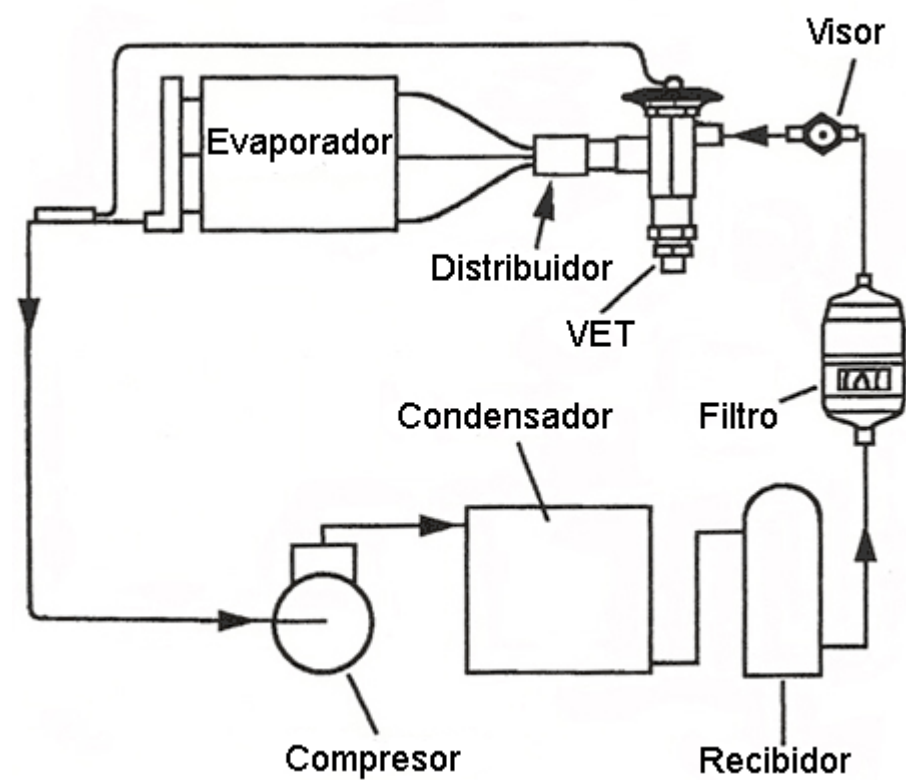 Visor
Evaporador
Distribuidor
VET
Condensador
Filtro
Compresor
Recibidor